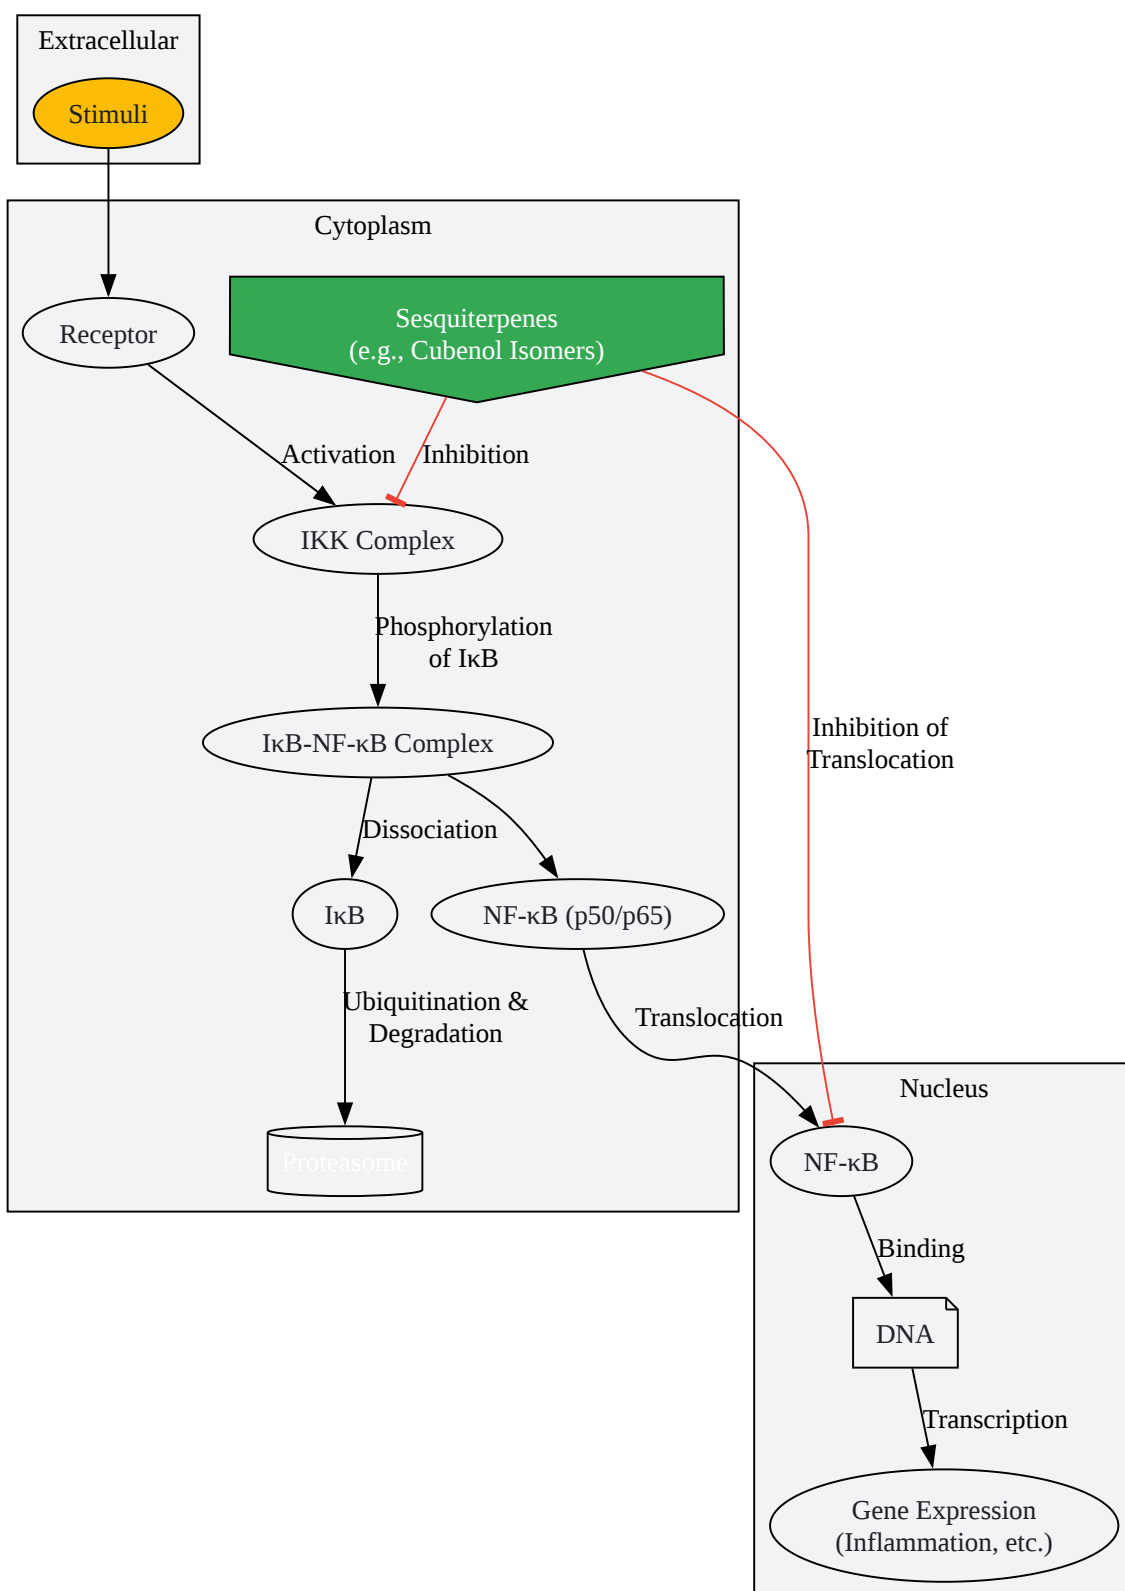 Extracellular
Stimuli
Cytoplasm
Receptor
Sesquiterpenes
(e.g., Cubenol Isomers)
Activation
Inhibition
IKK Complex
Phosphorylation
of IκB
IκB-NF-κB Complex
Inhibition of
Translocation
Dissociation
IκB
NF-κB (p50/p65)
Ubiquitination &
Degradation
Translocation
Nucleus
Proteasome
NF-κB
Binding
DNA
Transcription
Gene Expression
(Inflammation, etc.)